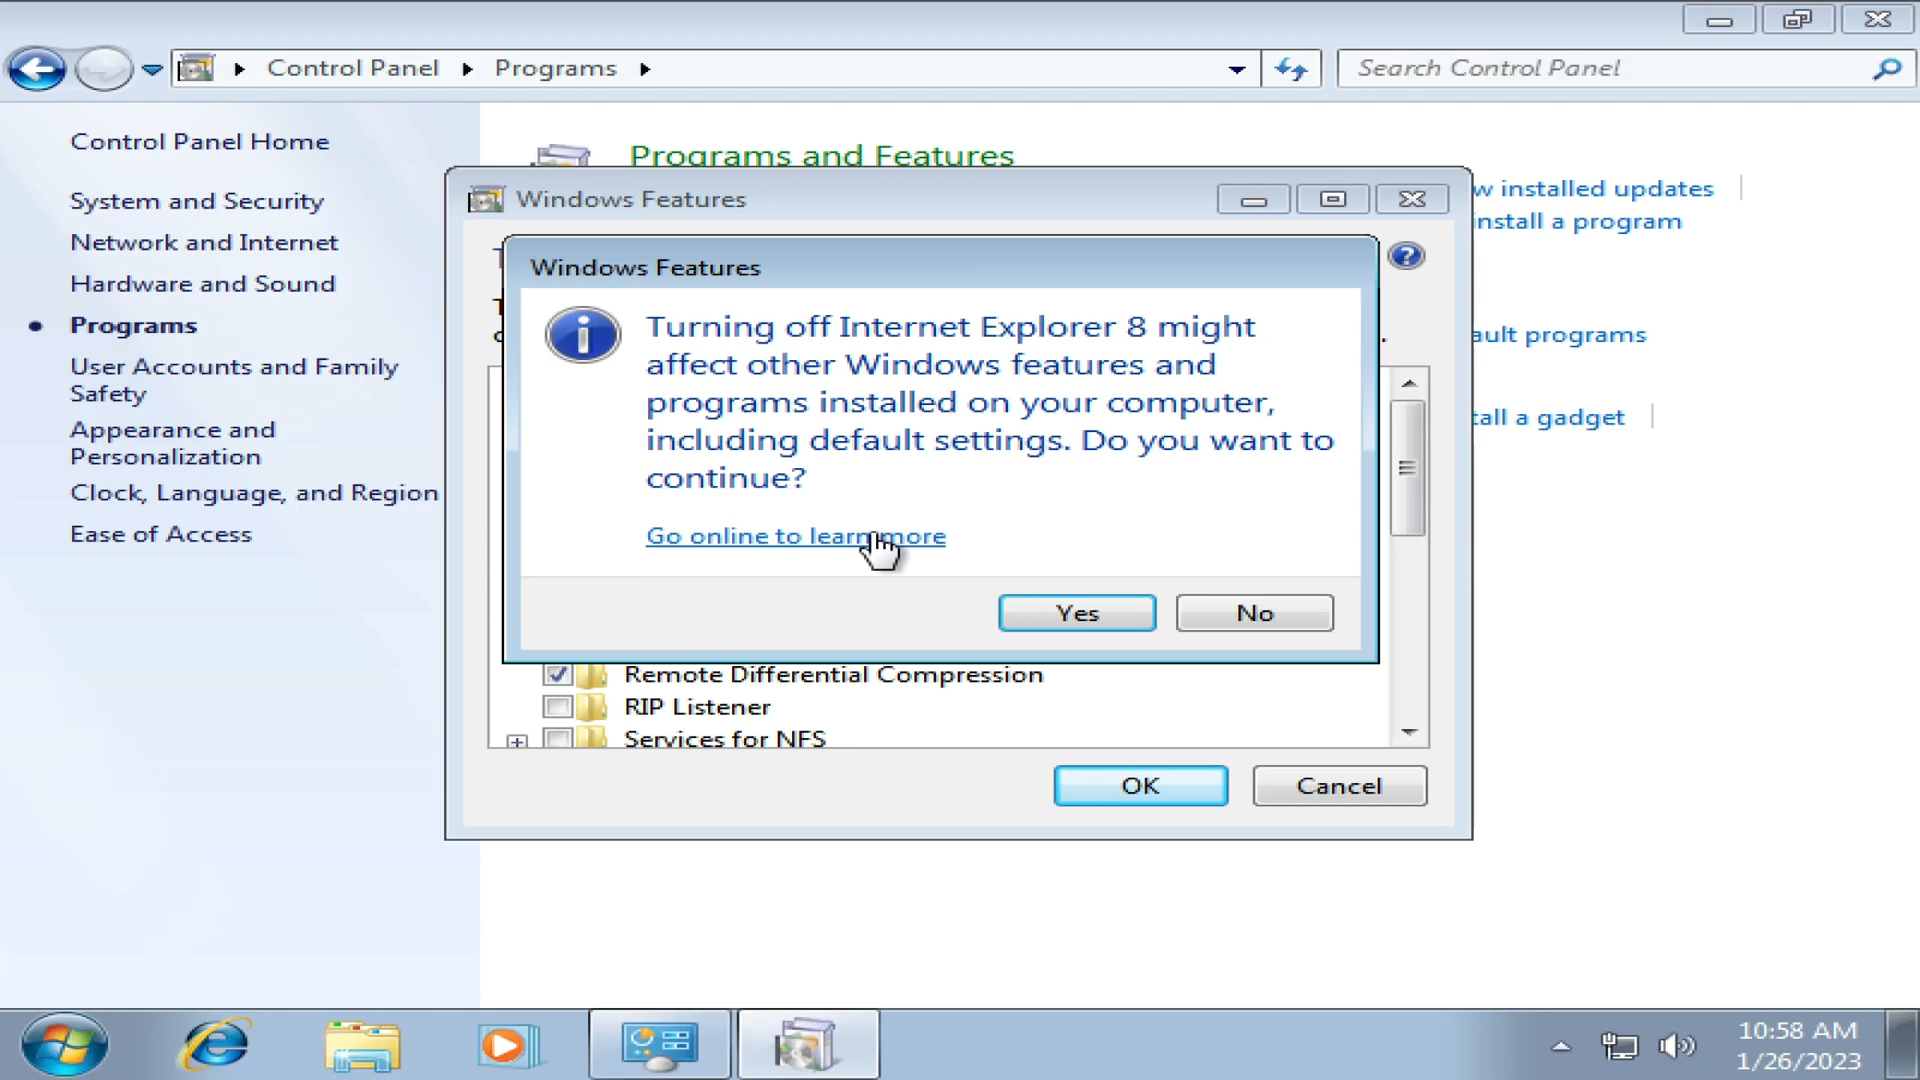 Control Panel
Programs
Search Control Panel
Control Panel Home
System and Security
Network and Internet
Hardware and Sound
Programs
User Accounts and Family
Safety
Appearance and
Personalization
Clock, Language, and Region
Ease of Access
Programs and Features
installed updates
install a program
ault programs
tall a gadget
Windows Features
Windows Features
Turning off Internet Explorer 8 might
affect other Windows features and
programs installed on your computer,
including default settings. Do you want to
continue?
Go online to learn more
Yes
No
Remote Differential Compression
RIP Listener
Services for NFS
OK
Cancel
10:58 AM
1/26/2023